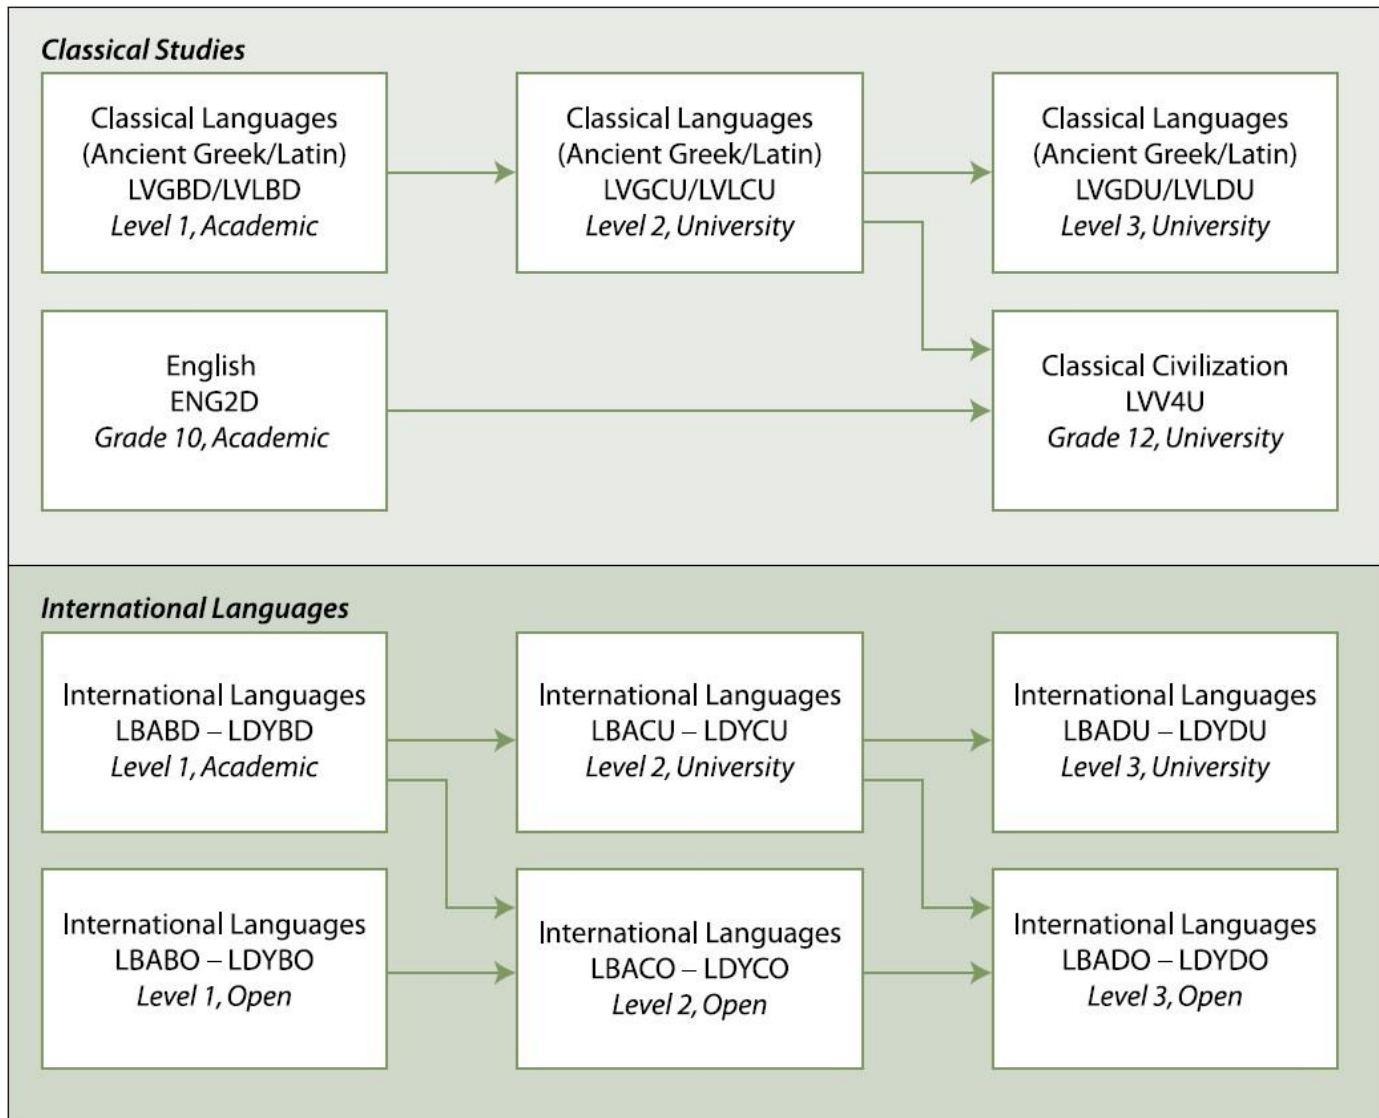 Classical Studies
Classical Languages
(Ancient Greek/Latin)
LVGBD/LVLBD
Level 1, Academic
Classical Languages
(Ancient Greek/Latin)
LVGCU/LVLCU
Level 2, University
Classical Languages
(Ancient Greek/Latin)
LVGDU/LVLDU
Level 3, University
English
ENG2D
Grade 10, Academic
Classical Civilization
LVV4U
Grade 12, University
International Languages
International Languages
LBABD – LDYBD
Level 1, Academic
International Languages
LBACU – LDYCU
Level 2, University
International Languages
LBADU – LDYDU
Level 3, University
International Languages
LBABO – LDYBO
Level 1, Open
International Languages
LBACO – LDYCO
Level 2, Open
International Languages
LBADO – LDYDO
Level 3, Open